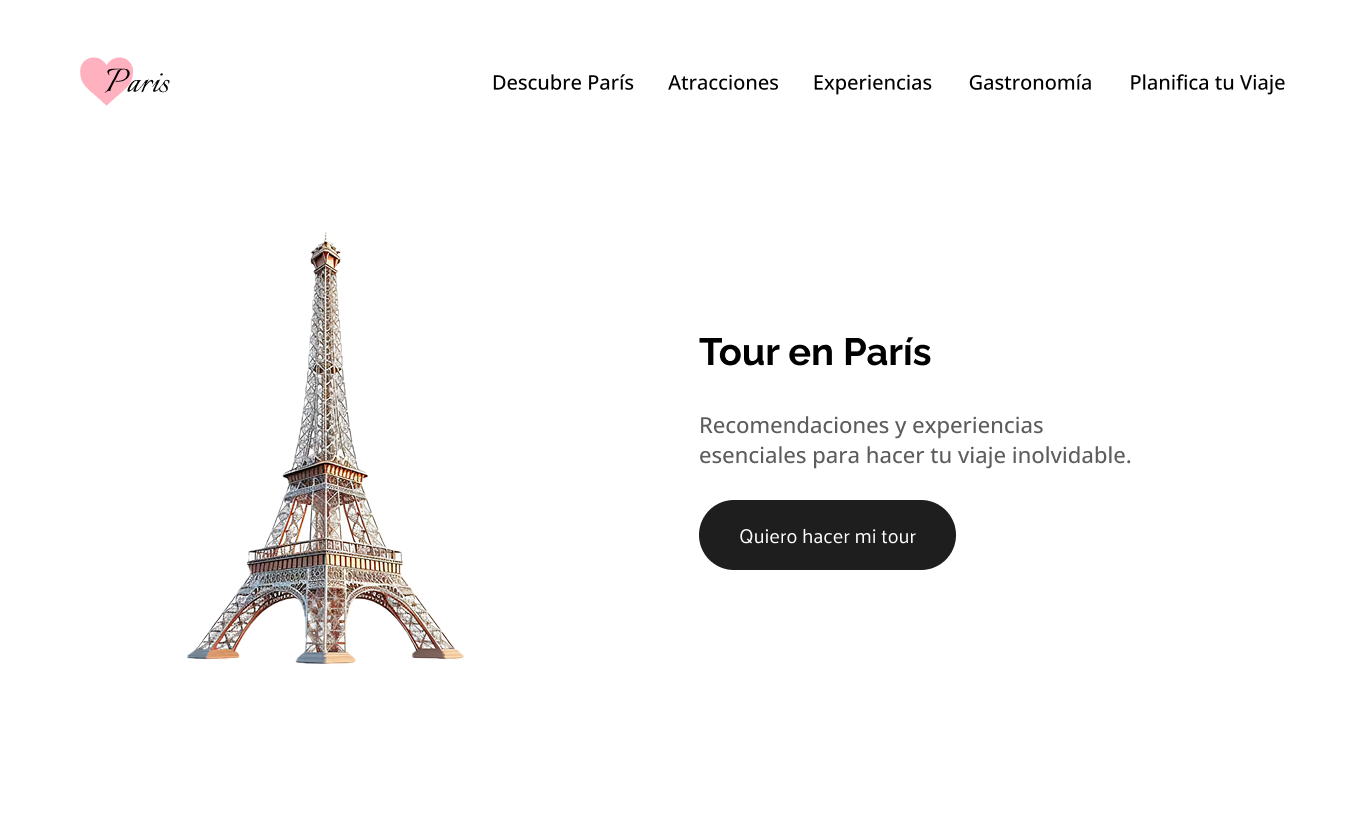 Paris
Descubre París Atracciones Experiencias Gastronomía Planifica tu Viaje
Tour en París
Recomendaciones y experiencias
esenciales para hacer tu viaje inolvidable.
Quiero hacer mi tour